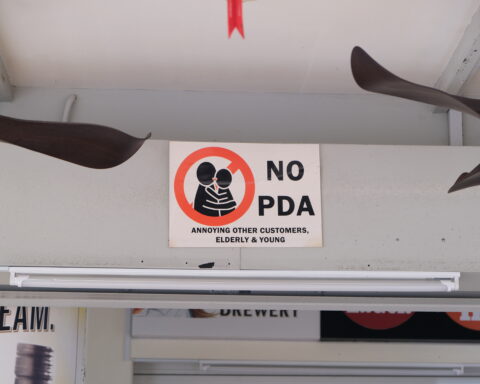 NO
PDA
ANNOYING OTHER CUSTOMERS,
ELDERLY & YOUNG
EAM.
BREWERY